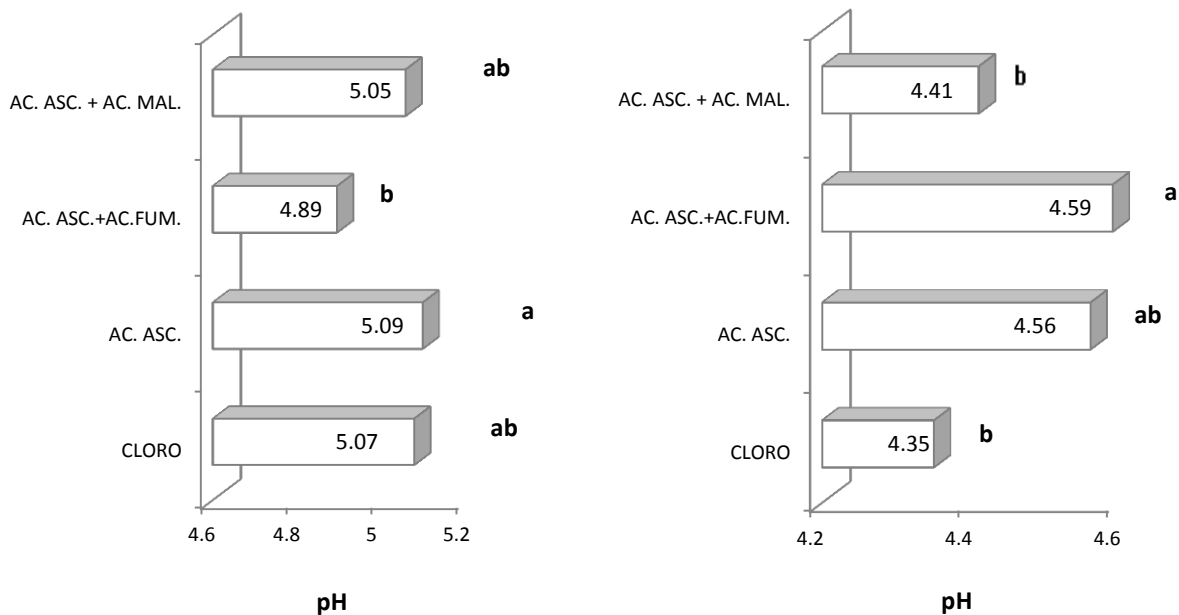 AC. ASC. + AC. MAL.
5.05
ab
AC. ASC.+AC.FUM.
4.89
b
AC. ASC.
5.09
a
CLORO
5.07
ab
4.6 4.8 5 5.2
pH
AC. ASC. + AC. MAL.
4.41
b
AC. ASC.+AC.FUM.
4.59
a
AC. ASC.
4.56
ab
CLORO
4.35
b
4.2 4.4 4.6
pH